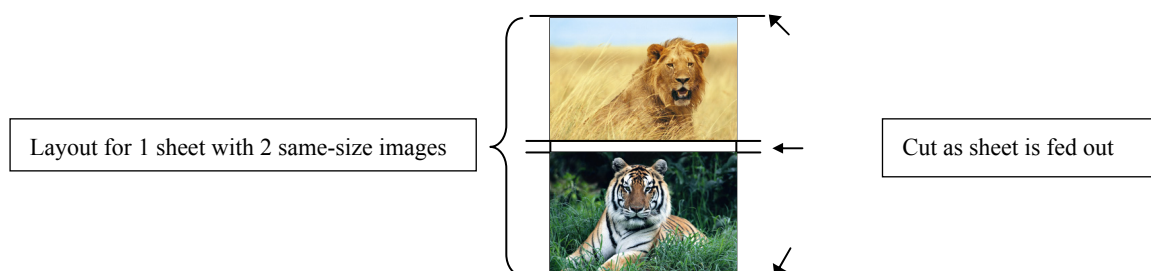 Layout for 1 sheet with 2 same-size images
Cut as sheet is fed out